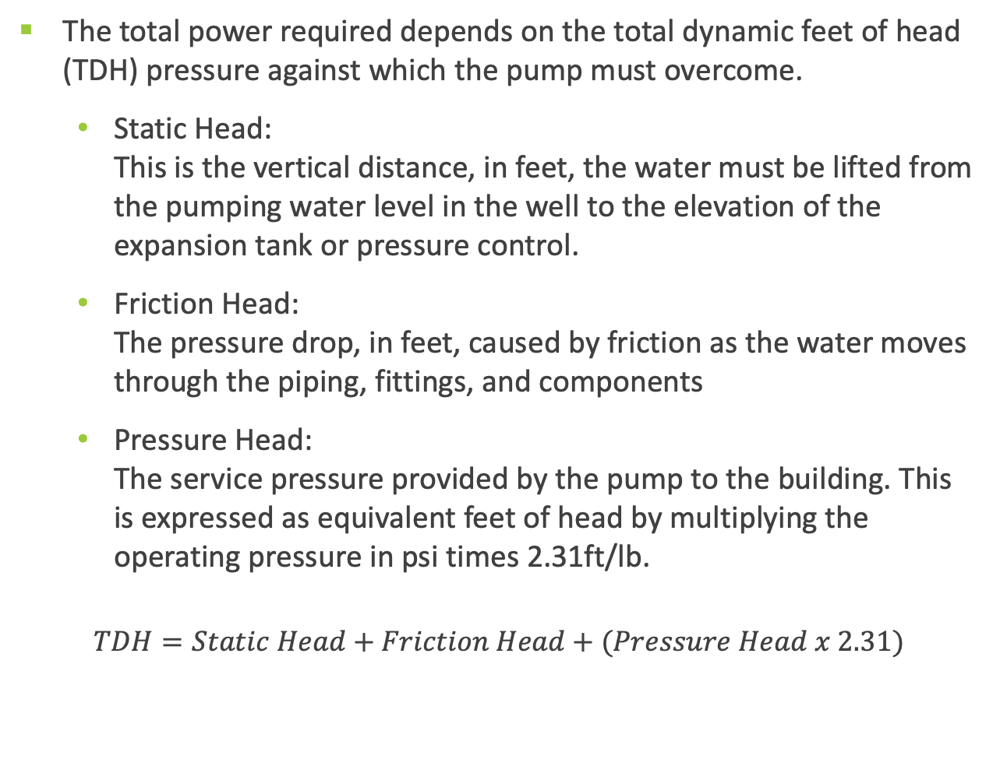 The total power required depends on the total dynamic feet of head
(TDH) pressure against which the pump must overcome.
Static Head:
This is the vertical distance, in feet, the water must be lifted from
the pumping water level in the well to the elevation of the
expansion tank or pressure control.
Friction Head:
The pressure drop, in feet, caused by friction as the water moves
through the piping, fittings, and components
Pressure Head:
The service pressure provided by the pump to the building. This
is expressed as equivalent feet of head by multiplying the
operating pressure in psi times 2.31ft/lb.
TDH = Static Head + Friction Head + (Pressure Head x 2.31)